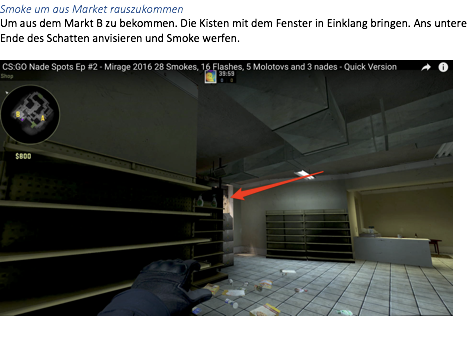 Smoke um aus Market rauszukommen
Um aus dem Markt B zu bekommen. Die Kisten mit dem Fenster in Einklang bringen. Ans untere
Ende des Schatten anvisieren und Smoke werfen.
CS:GO Nade Spots Ep #2 - Mirage 2016 28 Smokes, 16 Flashes, 5 Molotovs and 3 nades - Quick Version
39:59
Shop
B
A
$800